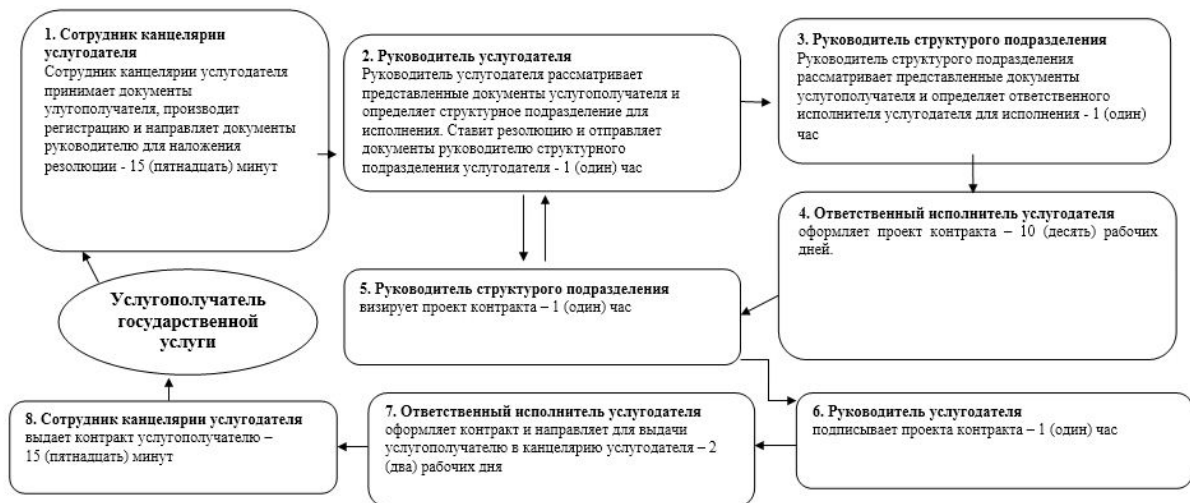 1. Сотрудник канцелярии
услугодателя
Сотрудник канцелярии услугодателя
принимает документы
улугополучателя, производит
регистрацию и направляет документы
руководителю для наложения
резолюции - 15 (пятнадцать) минут
2. Руководитель услугодателя
Руководитель услугодателя рассматривает
представленные документы услугополучателя и
определяет структурное подразделение для
исполнения. Ставит резолюцию и отправляет
документы руководителю структурного
подразделения услугодателя - 1 (один) час
3. Руководитель структурого подразделения
Руководитель структурого подразделения
рассматривает представленные документы
услугополучателя и определяет ответственного
исполнителя услугодателя для исполнения - 1 (один)
час
4. Ответственный исполнитель услугодателя
оформляет проект контракта – 10 (десять) рабочих
дней.
5. Руководитель структурого подразделения
визирует проект контракта – 1 (один) час
Услугополучатель
государственной
услуги
6. Руководитель услугодателя
подписывает проекта контракта – 1 (один) час
7. Ответственный исполнитель услугодателя
оформляет контракт и направляет для выдачи
услугополучателю в канцелярию услугодателя – 2
(два) рабочих дня
8. Сотрудник канцелярии услугодателя
выдает контракт услугополучателю –
15 (пятнадцать) минут